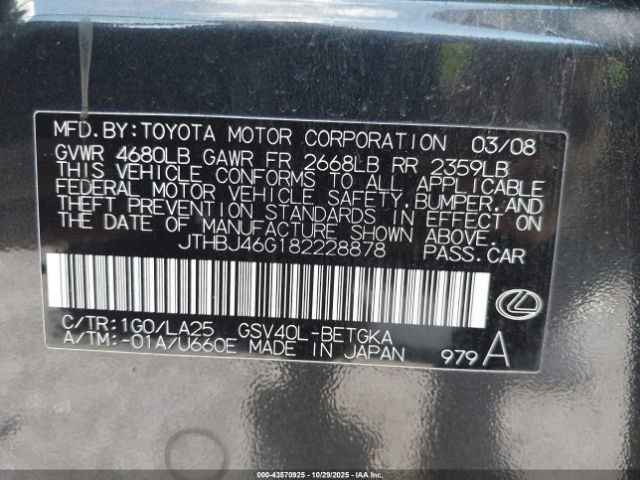 MFD.BY:TOYOTA MOTOR CORPORATION 03/08
GVWR 4680LB GAWR FR 2668LB RR 2359LB
THIS VEHICLE CONFORMS TO ALL APPLICABLE
FEDERAL MOTOR VEHICLE SAFETY,BUMPER,AND
THEFT PREVENTION STANDARDS IN EFFECT ON
THE DATE OF MANUFACTURE SHOWN ABOVE.
JTHBJ46G182228878 PASS.CAR
C/TR:1G0/LA25 GSV40L-BETGKA
A/TM:-01A/U660E MADE IN JAPAN 979A
000-43570925 | 10/29/2025 | IAAHOLDINGS, LLC